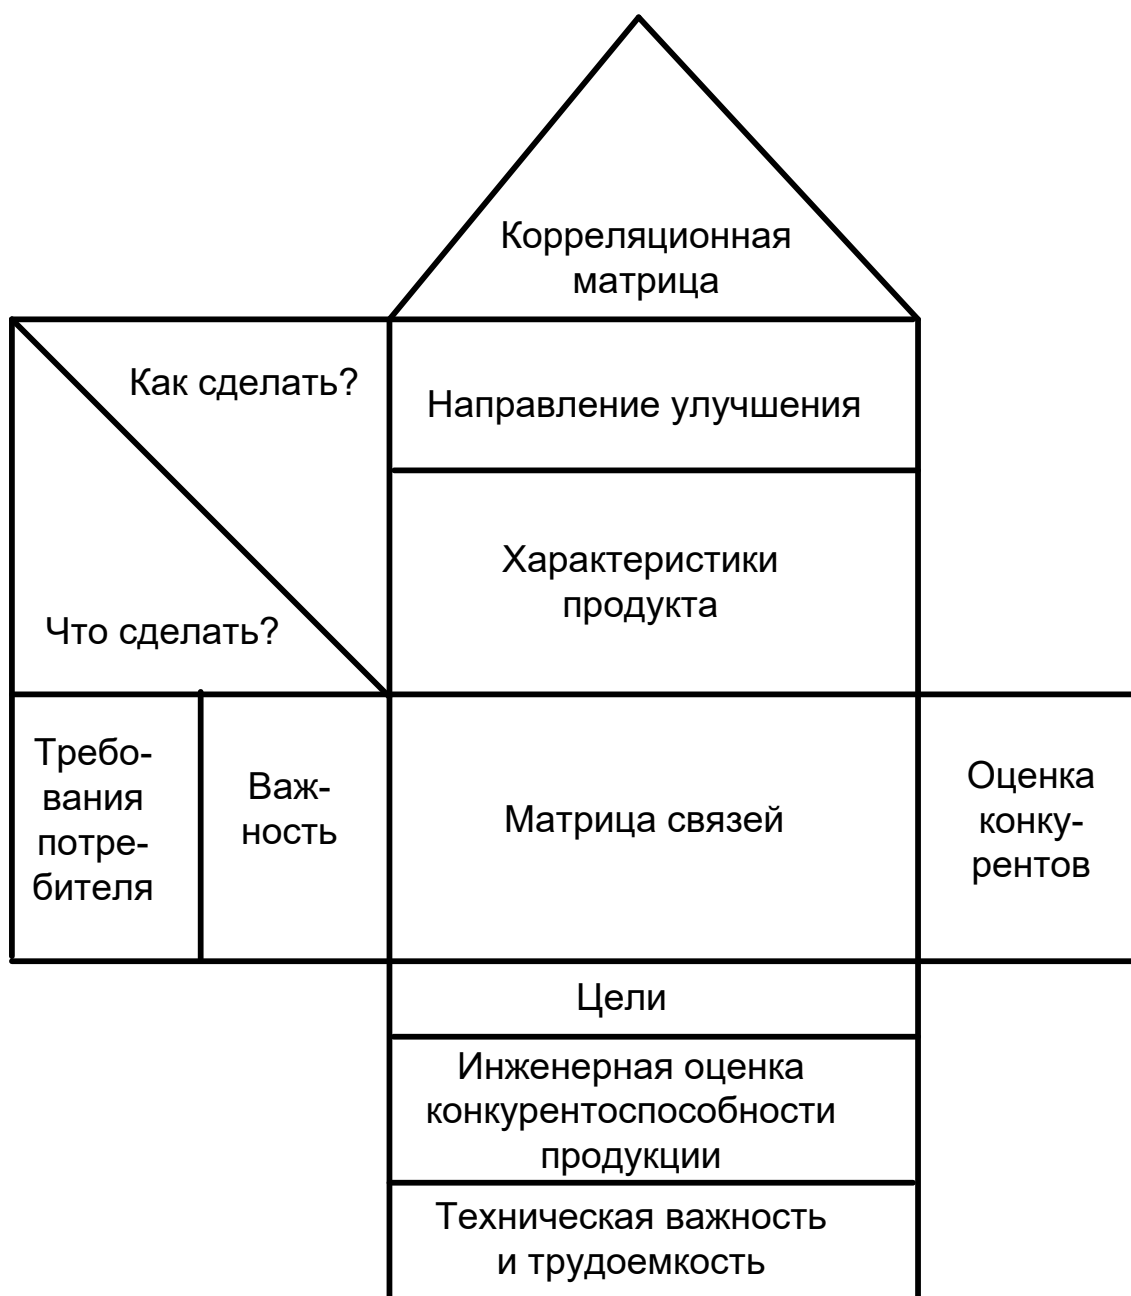 Корреляционная
матрица
Как сделать?
Направление улучшения
Характеристики
продукта
Что сделать?
Требо-
вания
потре-
бителя
Важ-
ность
Матрица связей
Оценка
конку-
рентов
Цели
Инженерная оценка
конкурентоспособности
продукции
Техническая важность
и трудоемкость